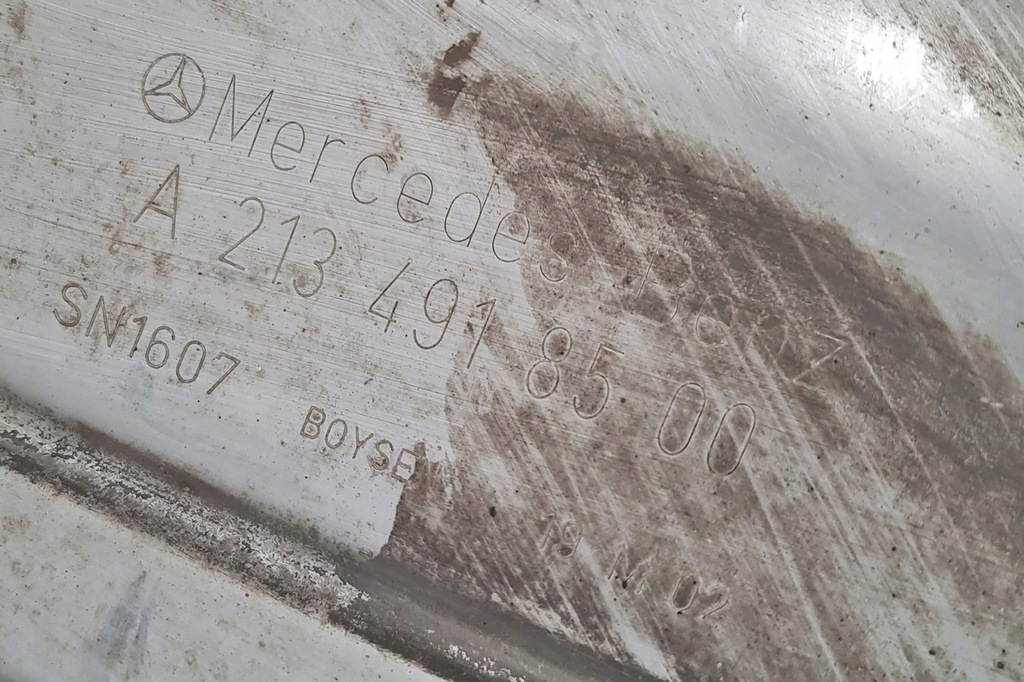 Mercedes-Benz
A 213 491 85 00
SN1607
BOYSEN
19 M 02